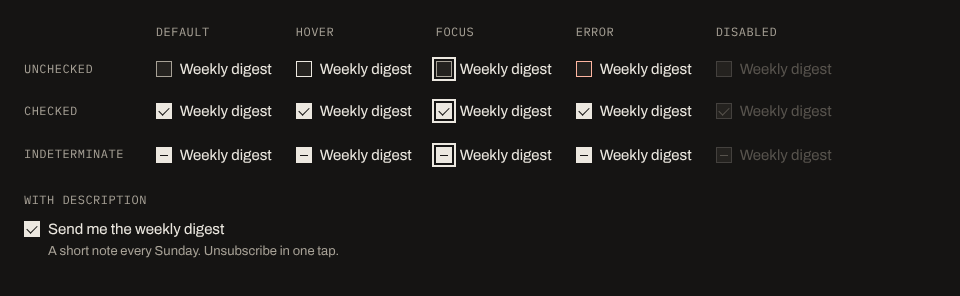 DEFAULT HOVER FOCUS ERROR DISABLED
UNCHECKED Weekly digest Weekly digest Weekly digest Weekly digest Weekly digest
CHECKED Weekly digest Weekly digest Weekly digest Weekly digest Weekly digest
INDETERMINATE Weekly digest Weekly digest Weekly digest Weekly digest Weekly digest
WITH DESCRIPTION
Send me the weekly digest
A short note every Sunday. Unsubscribe in one tap.